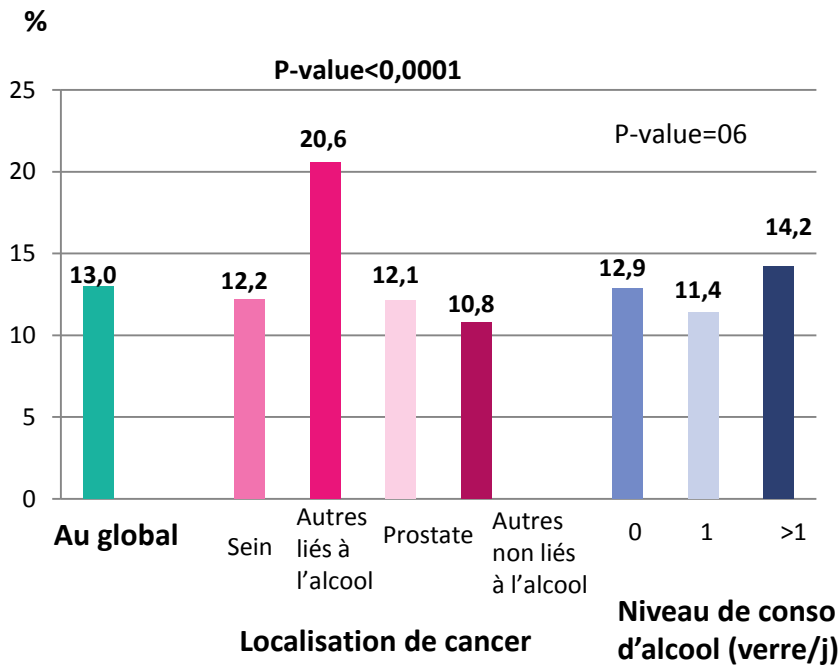 %
P-value<0,0001
P-value=06
25
20
15
10
5
0
13,0
12,2
20,6
12,1
10,8
12,9
11,4
14,2
Au global
Sein
Autres
liés à
l’alcool
Prostate
Autres
non liés
à l’alcool
0
1
>1
Localisation de cancer
Niveau de conso
d’alcool (verre/j)